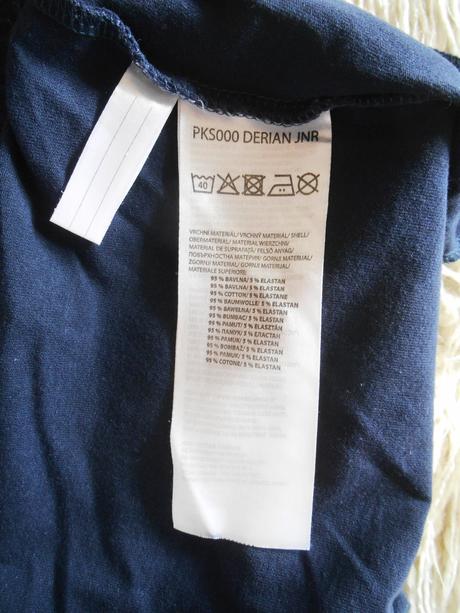 PKS000 DERIAN JNR
40
VRCHNI MATERIÁL/ VRCHNÝ MATERIÁL/ SHELL/
OBERMATERIAL/ MATERIAŁ WIERZCHNI/
MATERIAL DE SUPRAFAȚĂ/ FELSŐ ANYAG/
ПОВЪРХНОСТНА МАТЕРИЯ/ GORNJI MATERIJAL/
ZGORNJI MATERIAL/ GORNJI MATERIJAL/
MATERIALE SUPERIORE:
95 % BAVLNA/ 5 % ELASTAN
95 % BAVLNA/ 5 % ELASTAN
95 % COTTON/ 5 % ELASTANE
95 % BAUMWOLLE/ 5 % ELASTAN
95 % BAWEŁNA/ 5 % ELASTAN
95 % BUMBAC/ 5 % ELASTAN
95 % PAMUT/ 5 % ELASZTÁN
95 % ПАМУК/ 5 % ЕЛАСТАН
95 % PAMUK/ 5 % ELASTAN
95 % BOMBAŽ/ 5 % ELASTAN
95 % PAMUK/ 5 % ELASTAN
95 % COTONE/ 5 % ELASTAN